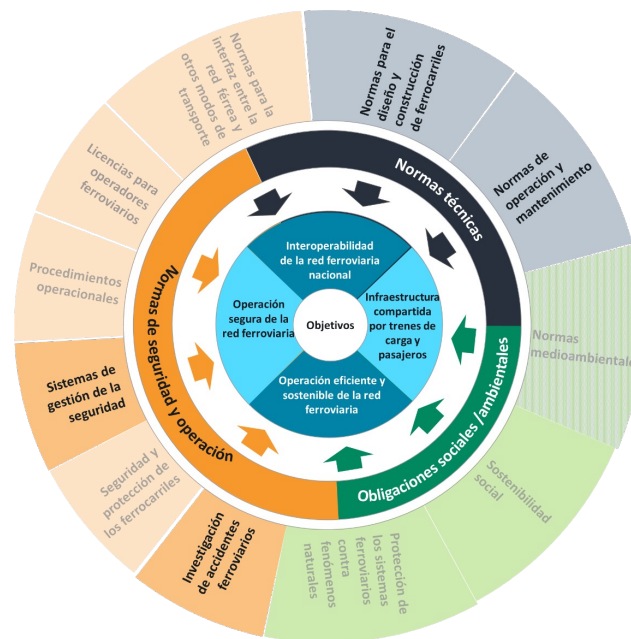 Normas para la
interfaz entre la
red férrea y
otros modos de
transporte
Normas para el
diseño y
construcción
de ferrocarriles
Licencias para
operadores
ferroviarios
Normas de
operación y
mantenimiento
Procedimientos
operacionales
Normas
medioambientale
Sistemas de
gestión de la
seguridad
Sostenibilidad
social
Seguridad y
protección de
los ferrocarriles
Investigación
de accidentes
ferroviarios
Protección de
los sistemas
ferroviarios
contra
fenómenos
naturales
Normas técnicas
Normas de seguridad y operación
Obligaciones sociales /ambientales
Interoperabilidad
de la red ferroviaria
nacional
Operación
segura de la
red ferroviaria
Objetivos
Infraestructura
compartida
por trenes de
carga y
pasajeros
Operación eficiente y
sostenible de la red
ferroviaria